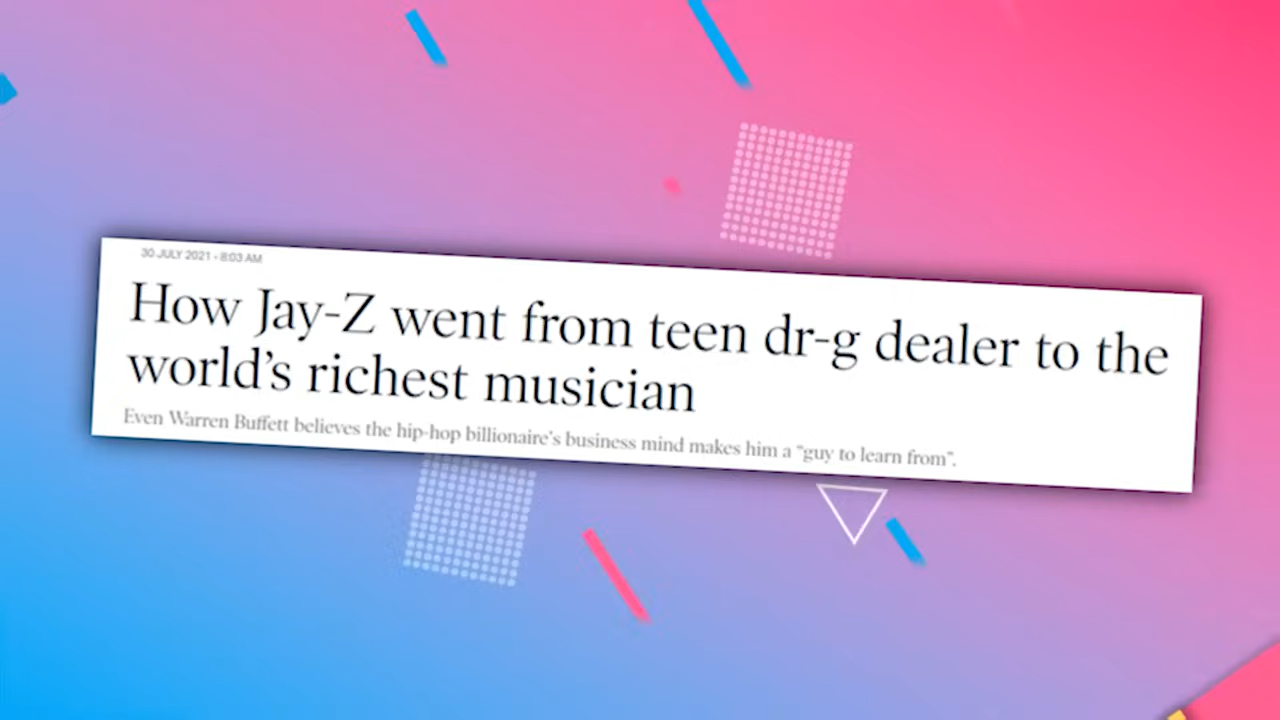 30 JULY 2021 - 8:03 AM
How Jay-Z went from teen dr-g dealer to the
world's richest musician
Even Warren Buffett believes the hip-hop billionaire's business mind makes him a "guy to learn from".